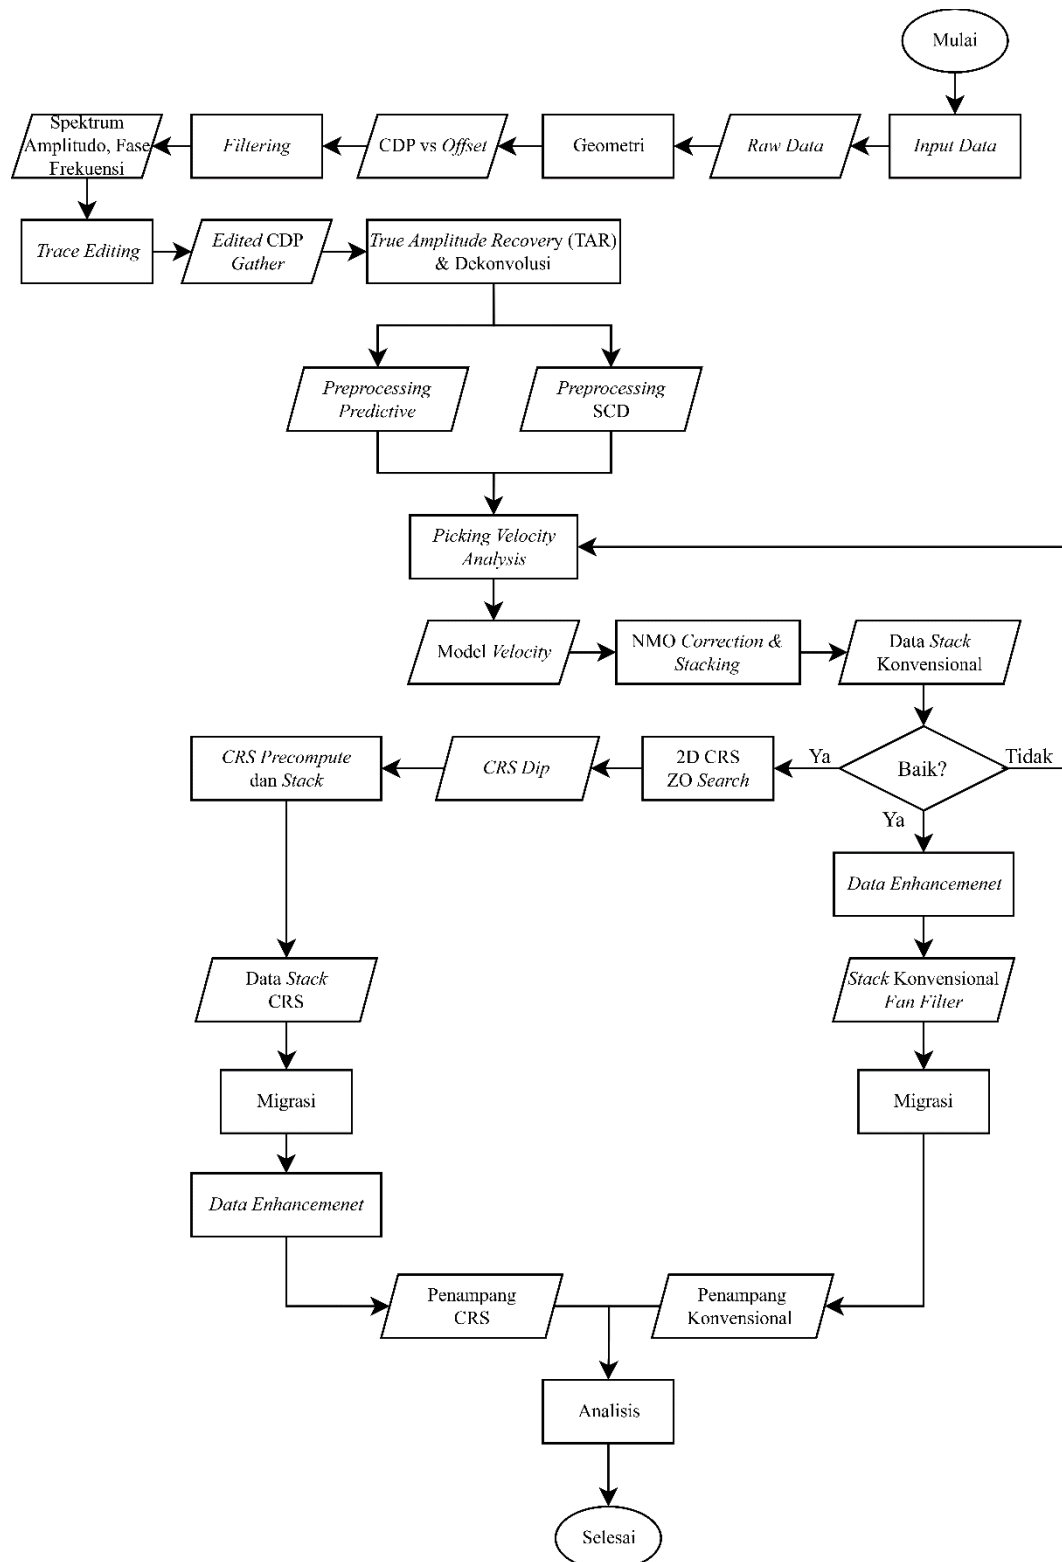 Mulai
Input Data
Raw Data
Geometri
CDP vs Offset
Filtering
Spektrum
Amplitudo, Fase
Frekuensi
Trace Editing
Edited CDP
Gather
True Amplitude Recovery (TAR)
& Dekonvolusi
Preprocessing
Predictive
Preprocessing
SCD
Picking Velocity
Analysis
Model Velocity
NMO Correction &
Stacking
Data Stack
Konvensional
Baik?
Tidak
Ya
2D CRS
ZO Search
CRS Dip
CRS Precompute
dan Stack
Ya
Data Enhancemenet
Stack Konvensional
Fan Filter
Migrasi
Data Stack
CRS
Migrasi
Data Enhancemenet
Penampang
CRS
Penampang
Konvensional
Analisis
Selesai